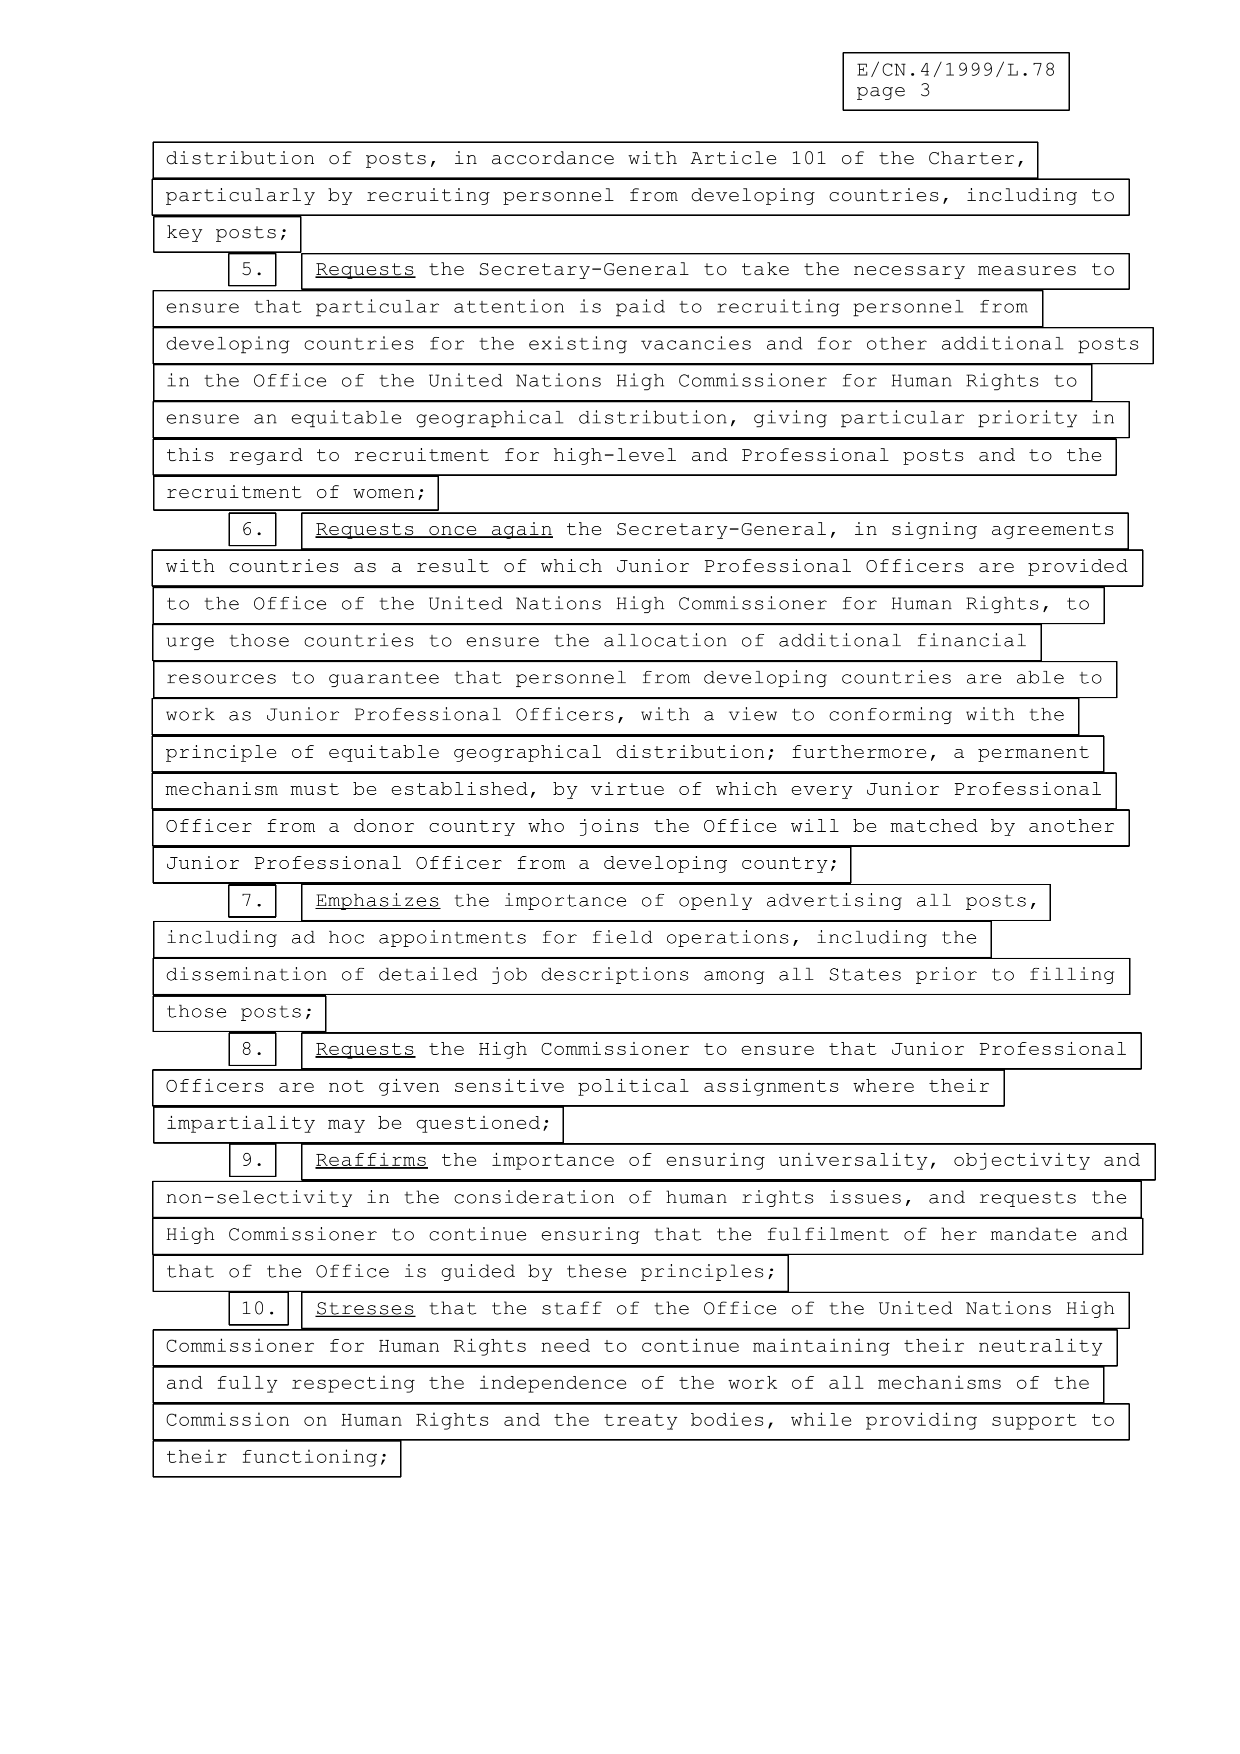 E/CN.4/1999/L.78
page 3
distribution of posts, in accordance with Article 101 of the Charter,
particularly by recruiting personnel from developing countries, including to
key posts;
5. Requests the Secretary-General to take the necessary measures to
ensure that particular attention is paid to recruiting personnel from
developing countries for the existing vacancies and for other additional posts
in the Office of the United Nations High Commissioner for Human Rights to
ensure an equitable geographical distribution, giving particular priority in
this regard to recruitment for high-level and Professional posts and to the
recruitment of women;
6. Requests once again the Secretary-General, in signing agreements
with countries as a result of which Junior Professional Officers are provided
to the Office of the United Nations High Commissioner for Human Rights, to
urge those countries to ensure the allocation of additional financial
resources to guarantee that personnel from developing countries are able to
work as Junior Professional Officers, with a view to conforming with the
principle of equitable geographical distribution; furthermore, a permanent
mechanism must be established, by virtue of which every Junior Professional
Officer from a donor country who joins the Office will be matched by another
Junior Professional Officer from a developing country;
7. Emphasizes the importance of openly advertising all posts,
including ad hoc appointments for field operations, including the
dissemination of detailed job descriptions among all States prior to filling
those posts;
8. Requests the High Commissioner to ensure that Junior Professional
Officers are not given sensitive political assignments where their
impartiality may be questioned;
9. Reaffirms the importance of ensuring universality, objectivity and
non-selectivity in the consideration of human rights issues, and requests the
High Commissioner to continue ensuring that the fulfilment of her mandate and
that of the Office is guided by these principles;
10. Stresses that the staff of the Office of the United Nations High
Commissioner for Human Rights need to continue maintaining their neutrality
and fully respecting the independence of the work of all mechanisms of the
Commission on Human Rights and the treaty bodies, while providing support to
their functioning;